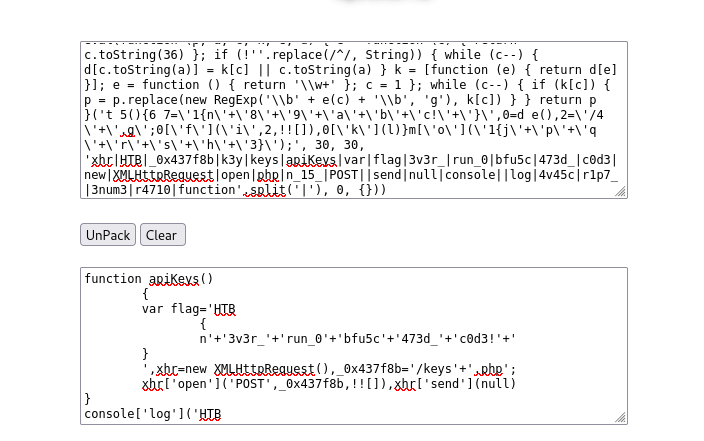 c.toString(36) }; if (!''.replace(/^/, String)) { while (c--) {
d[c.toString(a)] = k[c] || c.toString(a) } k = [function (e) { return d[e]
}]; e = function () { return '\\w+' }; c = 1 }; while (c--) { if (k[c]) {
p = p.replace(new RegExp('\\b' + e(c) + '\\b', 'g'), k[c]) } } return p
}('t 5(){6 7=\'1{n\'+\'8\'+\'9\'+\'a\'+\'b\'+\'c!\'+\'}\',0=d e(),2=\'/4
\'+\'.g\';0[\'f\'](\'i\',2,!![]),0[\'k\'](l)}m[\'o\'](\'1{j\'+\'p\'+\'q
\'+\'r\'+\'s\'+\'h\'+\'3}\');', 30, 30,
'xhr|HTB|_0x437f8b|k3y|keys|apiKeys|var|flag|3v3r_|run_0|bfu5c|473d_|c0d3|
new|XMLHttpRequest|open|php|n_15_|POST||send|null|console||log|4v45c|r1p7_
|3num3|r4710|function'.split('|'), 0, {}))
UnPack
Clear
function apiKeys()
{
var flag='HTB
{
n'+'3v3r_'+'run_0'+'bfu5c'+'473d_'+'c0d3!'+'
}
',xhr=new XMLHttpRequest(),_0x437f8b='/keys'+'.php';
xhr['open']('POST',_0x437f8b,!![]),xhr['send'](null)
}
console['log']('HTB